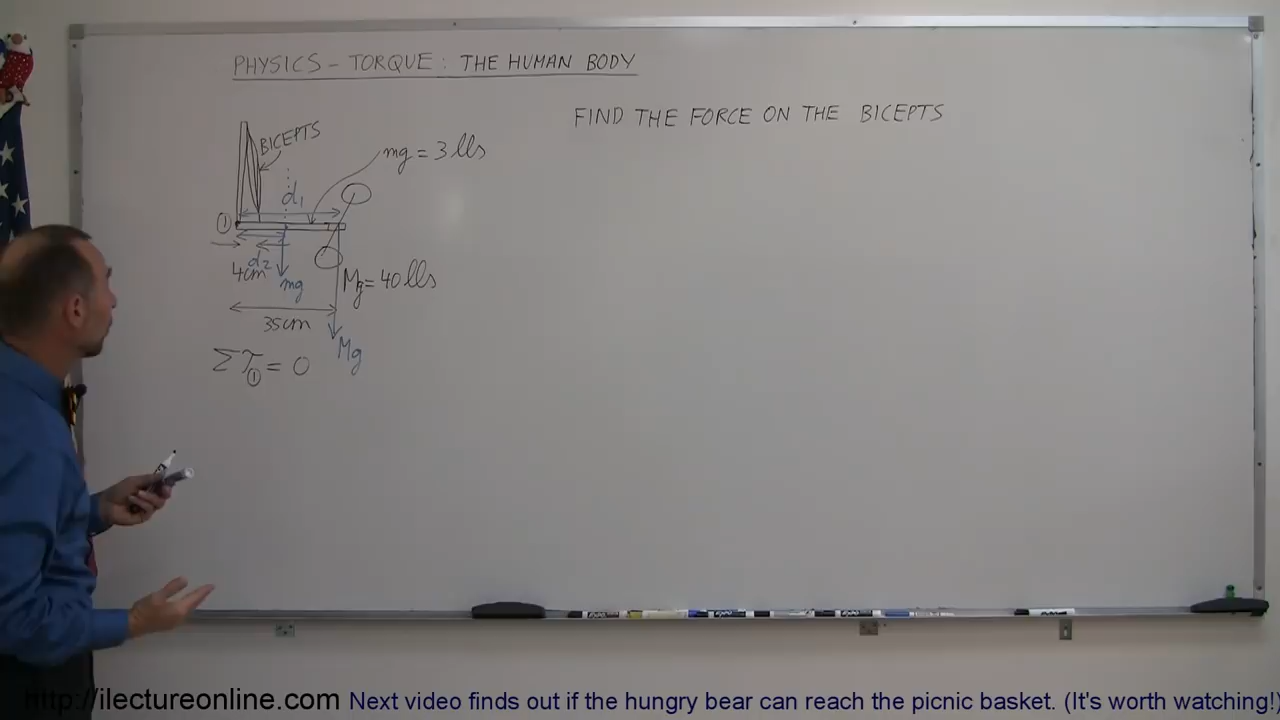 PHYSICS - TORQUE: THE HUMAN BODY
FIND THE FORCE ON THE BICEPTS
BICEPTS
mg = 3 lls
d₁
①
d₂
4cm
mg
Mg = 40 lls
35cm
Mg
Στ① = 0
http://ilectureonline.com Next video finds out if the hungry bear can reach the picnic basket. (It's worth watching!)